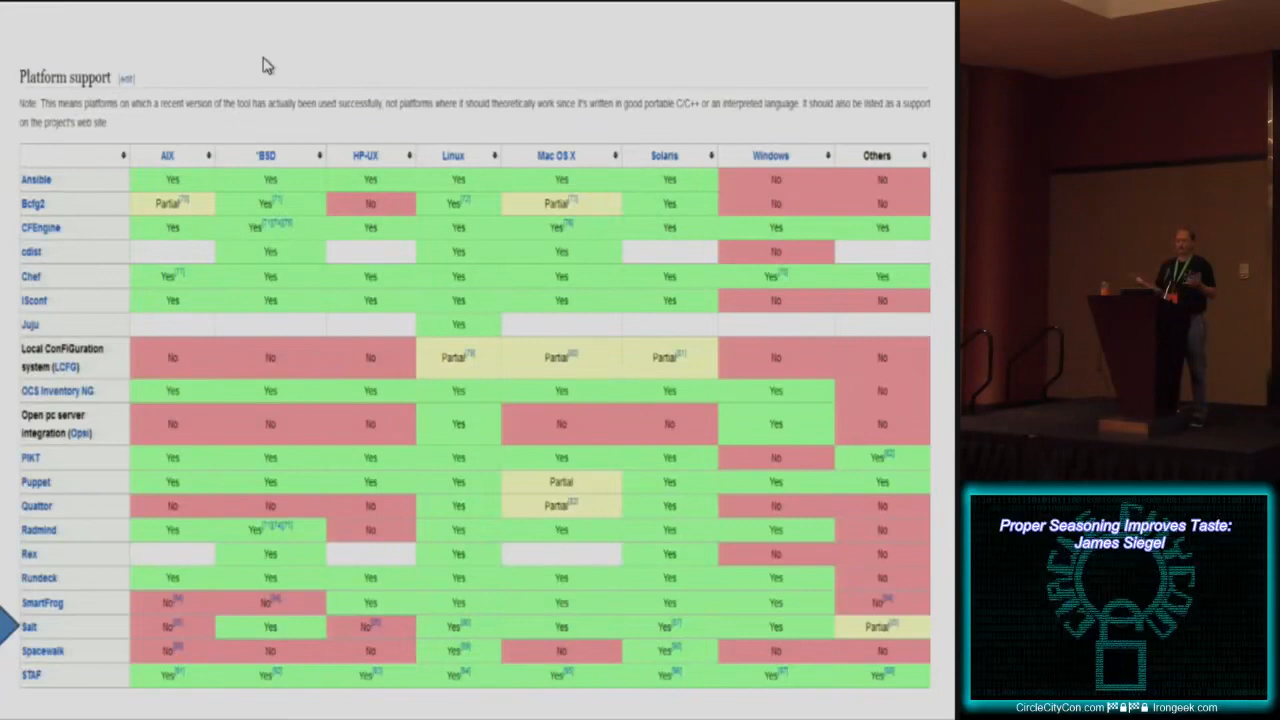 Platform support [edit]
Note: This means platforms on which a recent version of the tool has actually been used successfully, not platforms where it should theoretically work since it's written in good portable C/C++ or an interpreted language. It should also be listed as a support
on the project's web site
AIX *BSD HP-UX Linux Mac OS X Solaris Windows Others
Ansible Yes Yes Yes Yes Yes Yes No No
Bcfg2 Partial Yes[71] No Yes[72] Partial Yes No No
CFEngine Yes Yes Yes Yes Yes Yes Yes Yes
cdist Yes Yes Yes No
Chef Yes[77] Yes Yes Yes Yes Yes Yes Yes
ISconf Yes Yes Yes Yes Yes Yes No No
Juju Yes
Local ConFiGuration
system (LCFG) No No No Partial[79] Partial[80] Partial[81] No No
OCS Inventory NG Yes Yes Yes Yes Yes Yes Yes No
Open pc server
integration (Opsi) No No No Yes No No Yes No
PIKT Yes Yes Yes Yes Yes Yes No Yes[82]
Puppet Yes Yes Yes Yes Partial Yes Yes Yes
Quattor No No No Yes Partial Yes No No
Radmind Yes Yes No Yes Yes Yes Yes No
Rex Yes Yes Yes No No
Rundeck Yes Yes Yes Yes Yes Yes Yes No
SmartFrog No No Yes Yes Yes Yes Yes No
Salt No Yes No Yes Yes Yes Yes Partial
Spacewalk No No No Yes No Yes No No
STAF Yes Yes Yes Yes Yes Yes Yes Yes
Proper Seasoning Improves Taste:
James Siegel
CircleCityCon.com Irongeek.com